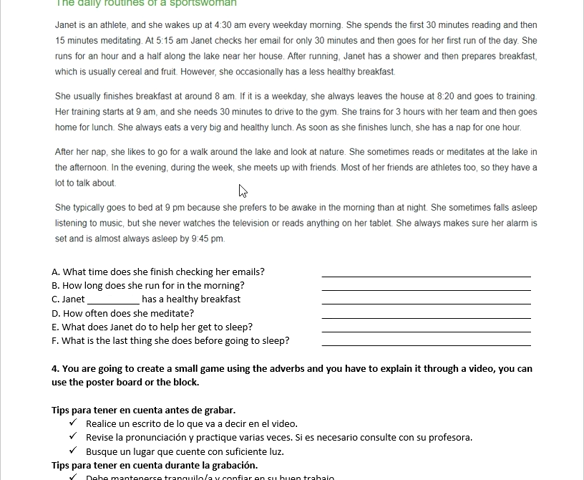 The daily routines of a sportswoman
Janet is an athlete, and she wakes up at 4:30 am every weekday morning. She spends the first 30 minutes reading and then
15 minutes meditating. At 5:15 am Janet checks her email for only 30 minutes and then goes for her first run of the day. She
runs for an hour and a half along the lake near her house. After running, Janet has a shower and then prepares breakfast,
which is usually cereal and fruit. However, she occasionally has a less healthy breakfast.
She usually finishes breakfast at around 8 am. If it is a weekday, she always leaves the house at 8:20 and goes to training.
Her training starts at 9 am, and she needs 30 minutes to drive to the gym. She trains for 3 hours with her team and then goes
home for lunch. She always eats a very big and healthy lunch. As soon as she finishes lunch, she has a nap for one hour.
After her nap, she likes to go for a walk around the lake and look at nature. She sometimes reads or meditates at the lake in
the afternoon. In the evening, during the week, she meets up with friends. Most of her friends are athletes too, so they have a
lot to talk about.
She typically goes to bed at 9 pm because she prefers to be awake in the morning than at night. She sometimes falls asleep
listening to music, but she never watches the television or reads anything on her tablet. She always makes sure her alarm is
set and is almost always asleep by 9:45 pm.
A. What time does she finish checking her emails? ____________
B. How long does she run for in the morning? ____________
C. Janet __________ has a healthy breakfast ____________
D. How often does she meditate? ____________
E. What does Janet do to help her get to sleep? ____________
F. What is the last thing she does before going to sleep? ____________
4. You are going to create a small game using the adverbs and you have to explain it through a video, you can
use the poster board or the block.
Tips para tener en cuenta antes de grabar.
✓ Realice un escrito de lo que va a decir en el video.
✓ Revise la pronunciación y practique varias veces. Si es necesario consulte con su profesora.
✓ Busque un lugar que cuente con suficiente luz.
Tips para tener en cuenta durante la grabación.
✓ Debe mantenerse tranquilo/a y confiar en su buen trabajo